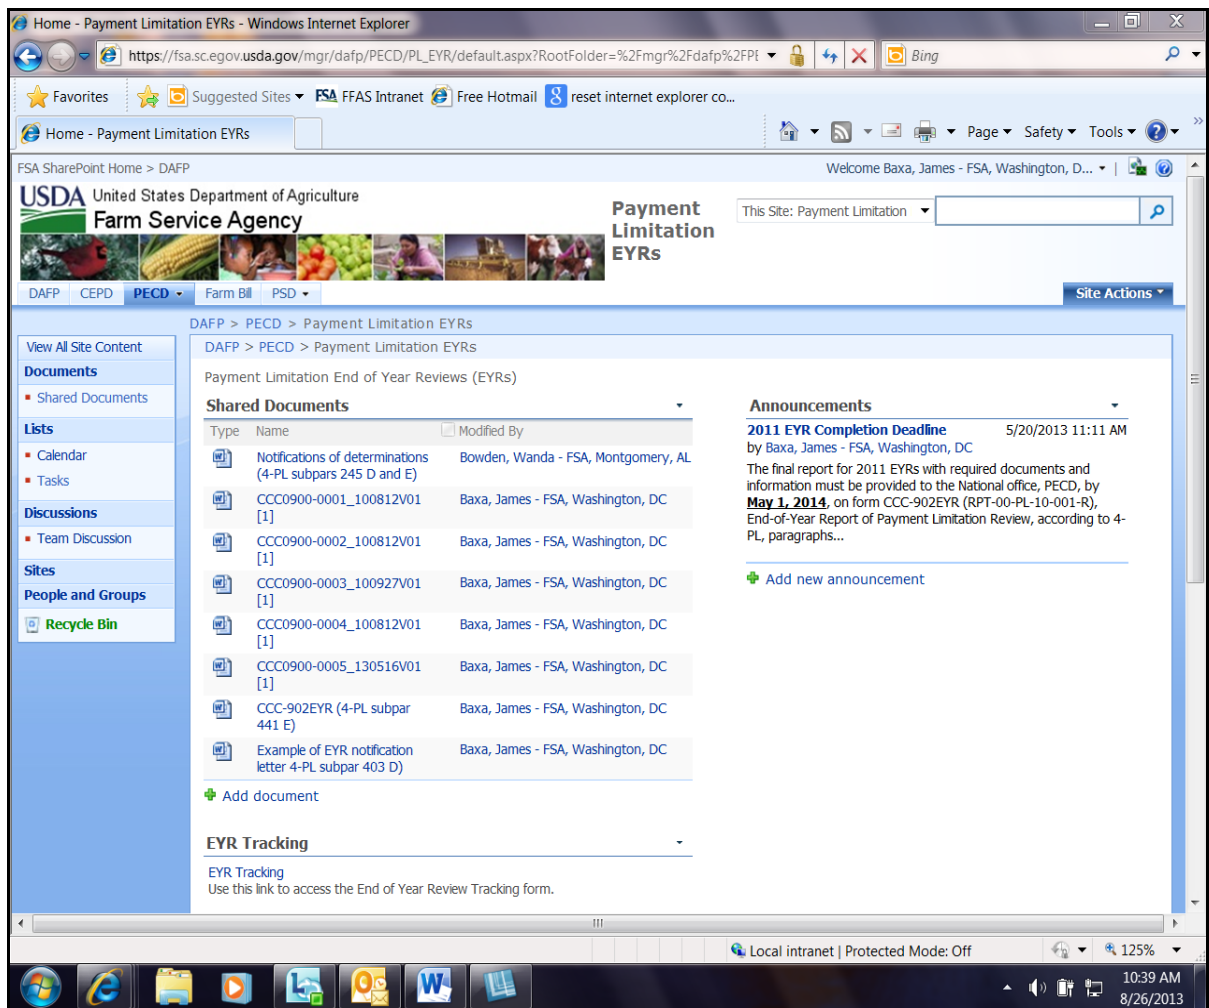 Home - Payment Limitation EYRs - Windows Internet Explorer
https://fsa.sc.egov.usda.gov/mgr/dafp/PECD/PL_EYR/default.aspx?RootFolder=%2Fmgr%2Fdafp%2FPE
Bing
Favorites Suggested Sites FSA FFAS Intranet Free Hotmail 8 reset internet explorer co...
Home - Payment Limitation EYRs
Page Safety Tools
FSA SharePoint Home > DAFP
Welcome Baxa, James - FSA, Washington, D... |
USDA United States Department of Agriculture
Farm Service Agency
Payment
Limitation
EYRs
This Site: Payment Limitation
DAFP CEPD PECD Farm Bill PSD
Site Actions
DAFP > PECD > Payment Limitation EYRs
View All Site Content
Documents
Shared Documents
Lists
Calendar
Tasks
Discussions
Team Discussion
Sites
People and Groups
Recycle Bin
DAFP > PECD > Payment Limitation EYRs
Payment Limitation End of Year Reviews (EYRs)
Shared Documents
Type Name Modified By
Notifications of determinations Bowden, Wanda - FSA, Montgomery, AL
(4-PL subpars 245 D and E)
CCC0900-0001_100812V01 Baxa, James - FSA, Washington, DC
[1]
CCC0900-0002_100812V01 Baxa, James - FSA, Washington, DC
[1]
CCC0900-0003_100927V01 Baxa, James - FSA, Washington, DC
[1]
CCC0900-0004_100812V01 Baxa, James - FSA, Washington, DC
[1]
CCC0900-0005_130516V01 Baxa, James - FSA, Washington, DC
[1]
CCC-902EYR (4-PL subpar Baxa, James - FSA, Washington, DC
441 E)
Example of EYR notification Baxa, James - FSA, Washington, DC
letter 4-PL subpar 403 D)
Add document
EYR Tracking
EYR Tracking
Use this link to access the End of Year Review Tracking form.
Announcements
2011 EYR Completion Deadline 5/20/2013 11:11 AM
by Baxa, James - FSA, Washington, DC
The final report for 2011 EYRs with required documents and
information must be provided to the National office, PECD, by
May 1, 2014, on form CCC-902EYR (RPT-00-PL-10-001-R),
End-of-Year Report of Payment Limitation Review, according to 4-
PL, paragraphs...
Add new announcement
Local intranet | Protected Mode: Off
125%
10:39 AM
8/26/2013